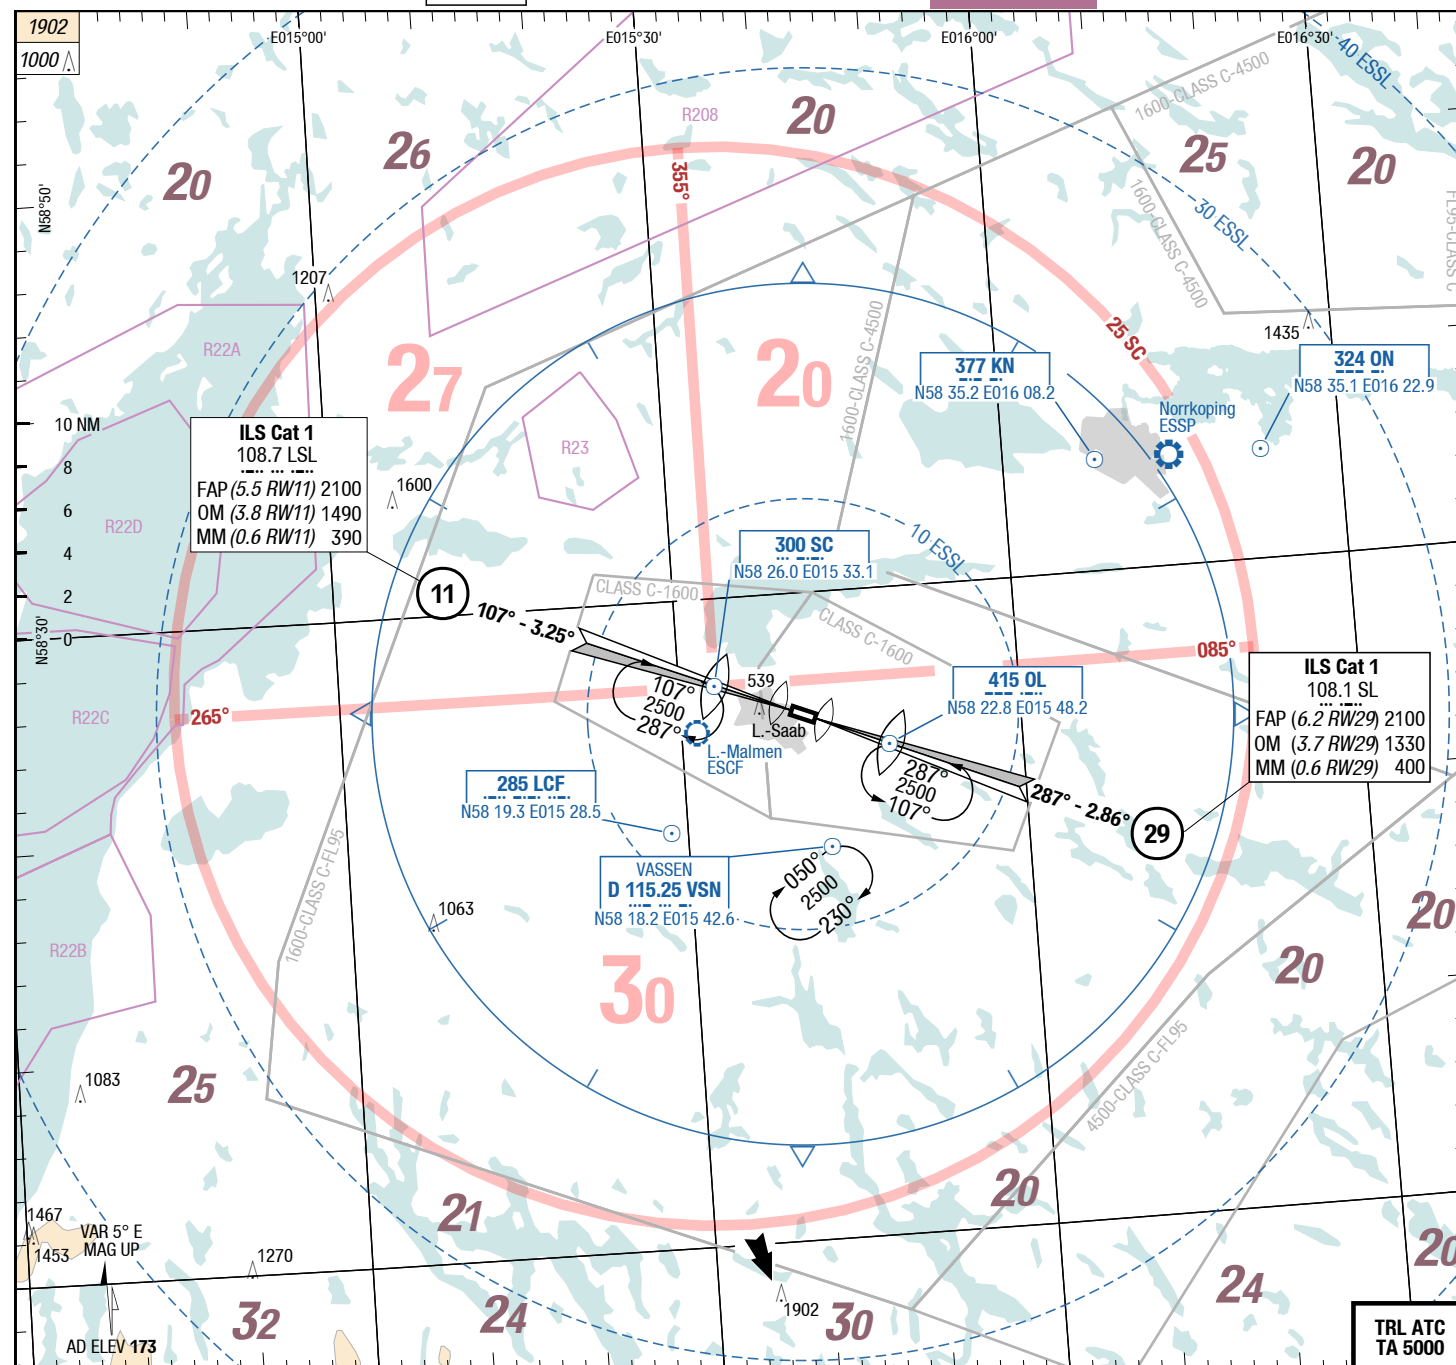 1902
1000
E015°00'
E015°30'
E016°00'
E016°30'
40 ESSL
1600-CLASS C-4500
R208
20
26
20
25
20
N58°50'
355°
1600-CLASS C-4500
30 ESSL
FL95-CLASS C
1207
R22A
27
20
1600-CLASS C-4500
25 SC
1435
377 KN
N58 35.2 E016 08.2
324 ON
N58 35.1 E016 22.9
Norrkoping
ESSP
10 NM
8
6
4
2
0
N58°30'
ILS Cat 1
108.7 LSL
FAP (5.5 RW11) 2100
OM (3.8 RW11) 1490
MM (0.6 RW11) 390
R23
1600
R22D
10 ESSL
300 SC
N58 26.0 E015 33.1
CLASS C-1600
CLASS C-1600
11
107° - 3.25°
085°
265°
R22C
107°
2500
287°
539
L.-Saab
L.-Malmen
ESCF
415 OL
N58 22.8 E015 48.2
ILS Cat 1
108.1 SL
FAP (6.2 RW29) 2100
OM (3.7 RW29) 1330
MM (0.6 RW29) 400
287°
2500
107°
287° - 2.86°
29
285 LCF
N58 19.3 E015 28.5
VASSEN
D 115.25 VSN
N58 18.2 E015 42.6
050°
2500
230°
1600-CLASS C-FL95
1063
R22B
30
20
20
4500-CLASS C-FL95
1083
25
21
20
1467
1453
VAR 5° E
MAG UP
1270
1902
20
24
32
24
30
AD ELEV 173
TRL ATC
TA 5000